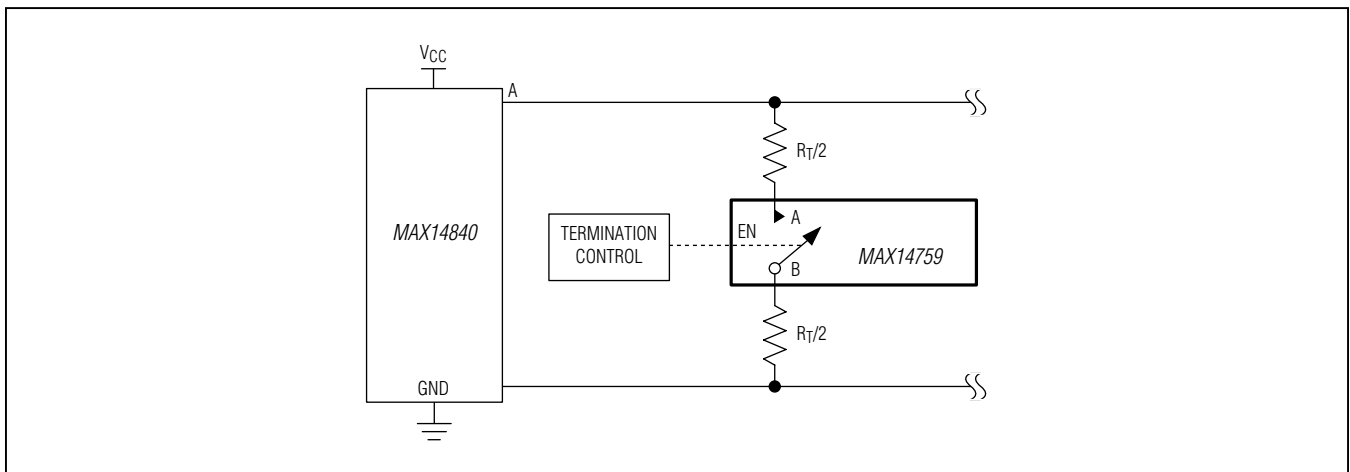 VCC
A
RT/2
A
EN
TERMINATION
CONTROL
MAX14840
MAX14759
B
RT/2
GND